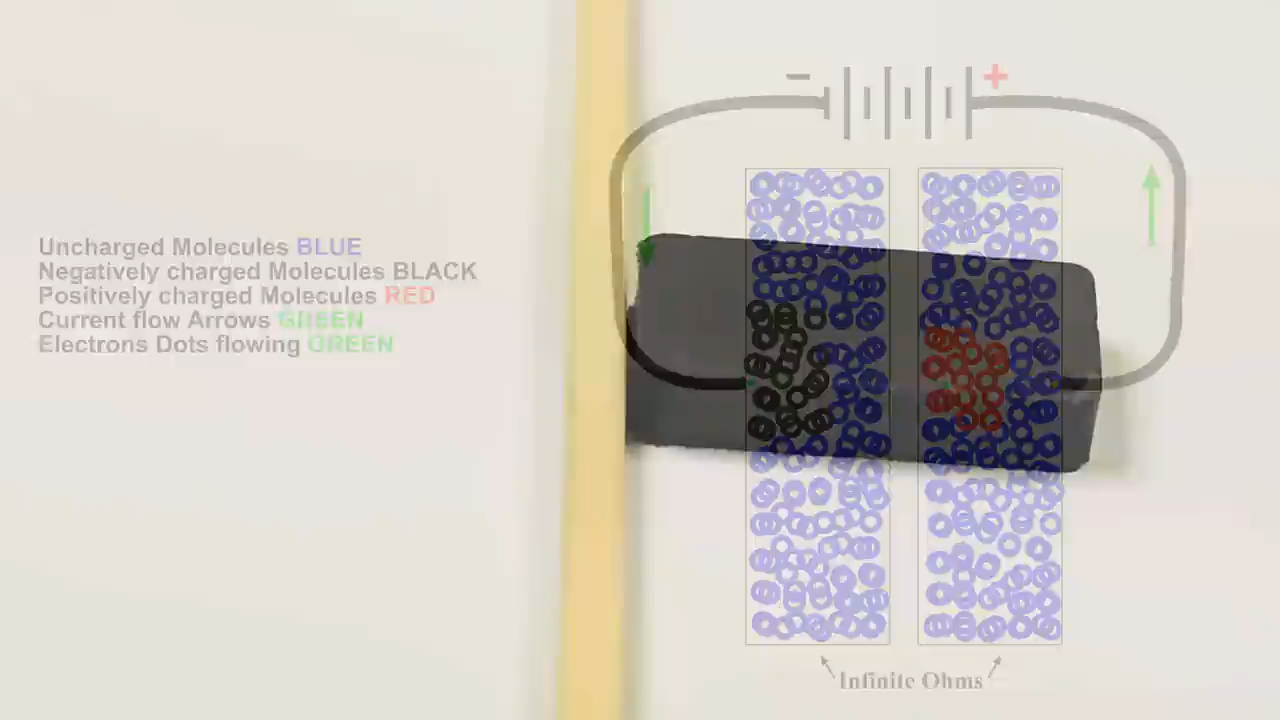 − +
Uncharged Molecules BLUE
Negatively charged Molecules BLACK
Positively charged Molecules RED
Current flow Arrows GREEN
Electrons Dots flowing GREEN
Infinite Ohms